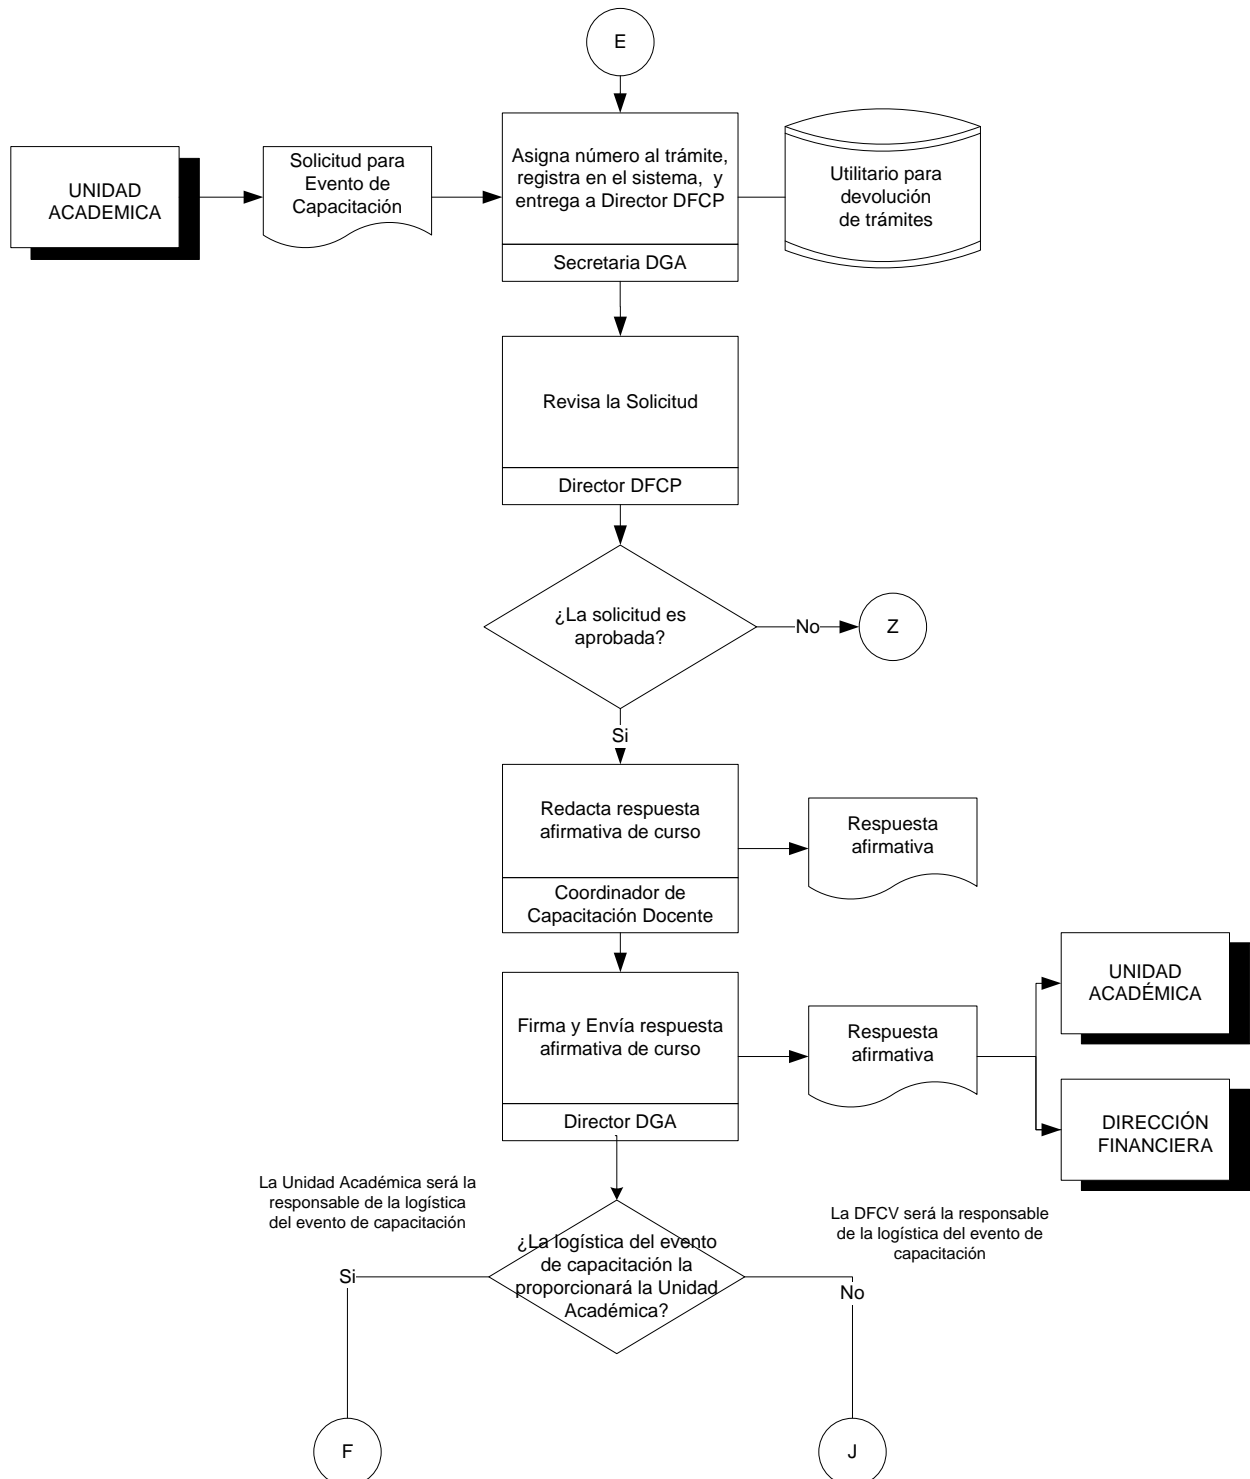 E
UNIDAD
ACADEMICA
Solicitud para
Evento de
Capacitación
Asigna número al trámite,
registra en el sistema, y
entrega a Director DFCP
Secretaria DGA
Utilitario para
devolución
de trámites
Revisa la Solicitud
Director DFCP
¿La solicitud es
aprobada?
No
Z
Si
Redacta respuesta
afirmativa de curso
Coordinador de
Capacitación Docente
Respuesta
afirmativa
Firma y Envía respuesta
afirmativa de curso
Director DGA
Respuesta
afirmativa
UNIDAD
ACADÉMICA
DIRECCIÓN
FINANCIERA
La Unidad Académica será la
responsable de la logística
del evento de capacitación
La DFCV será la responsable
de la logística del evento de
capacitación
¿La logística del evento
de capacitación la
proporcionará la Unidad
Académica?
Si
No
F
J